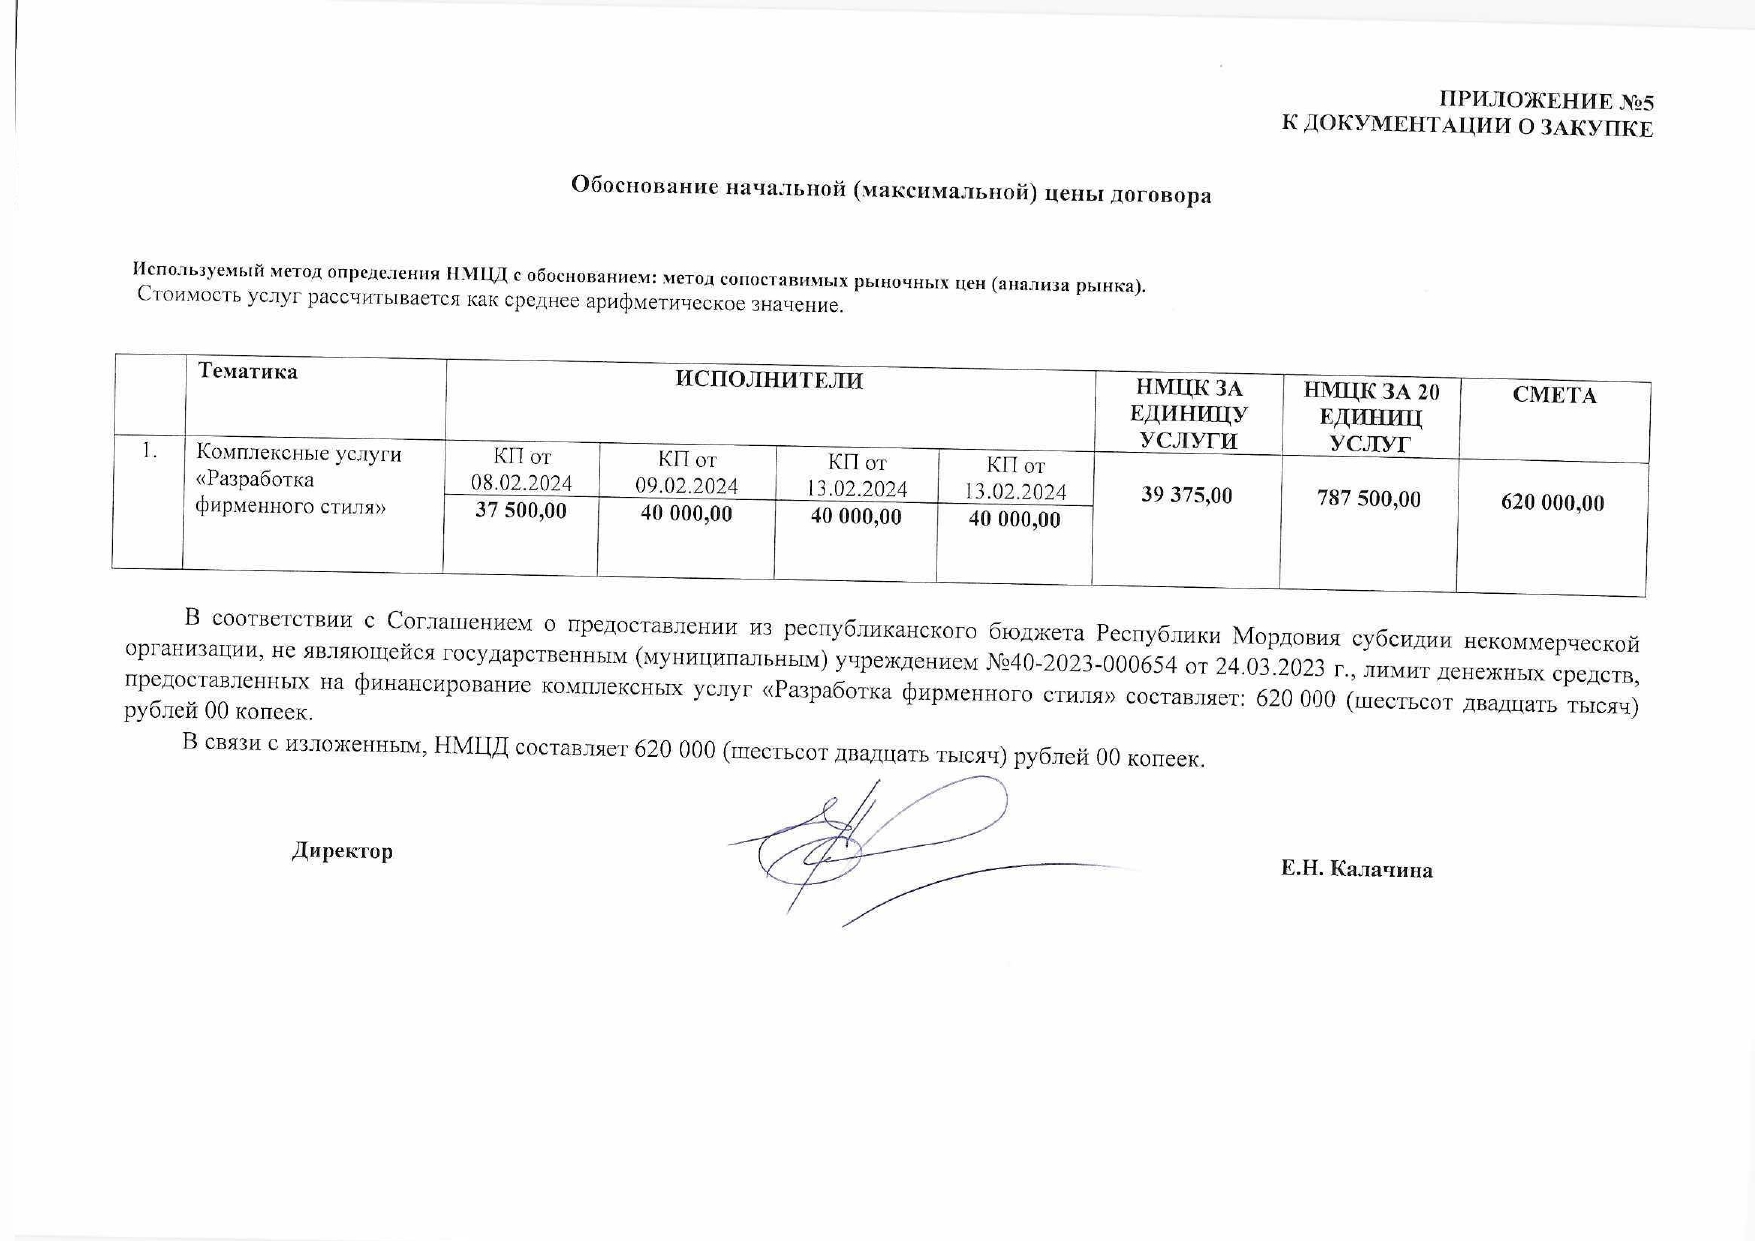 ПРИЛОЖЕНИЕ №5
К ДОКУМЕНТАЦИИ О ЗАКУПКЕ
Обоснование начальной (максимальной) цены договора
Используемый метод определения НМЦД с обоснованием: метод сопоставимых рыночных цен (анализа рынка).
Стоимость услуг рассчитывается как среднее арифметическое значение.
Тематика
ИСПОЛНИТЕЛИ
НМЦК ЗА
ЕДИНИЦУ
УСЛУГИ
НМЦК ЗА 20
ЕДИНИЦ
УСЛУГ
СМЕТА
1.
Комплексные услуги
«Разработка
фирменного стиля»
КП от
08.02.2024
КП от
09.02.2024
КП от
13.02.2024
КП от
13.02.2024
37 500,00
40 000,00
40 000,00
40 000,00
39 375,00
787 500,00
620 000,00
В соответствии с Соглашением о предоставлении из республиканского бюджета Республики Мордовия субсидии некоммерческой
организации, не являющейся государственным (муниципальным) учреждением №40-2023-000654 от 24.03.2023 г., лимит денежных средств,
предоставленных на финансирование комплексных услуг «Разработка фирменного стиля» составляет: 620 000 (шестьсот двадцать тысяч)
рублей 00 копеек.
В связи с изложенным, НМЦД составляет 620 000 (шестьсот двадцать тысяч) рублей 00 копеек.
Директор
Е.Н. Калачина